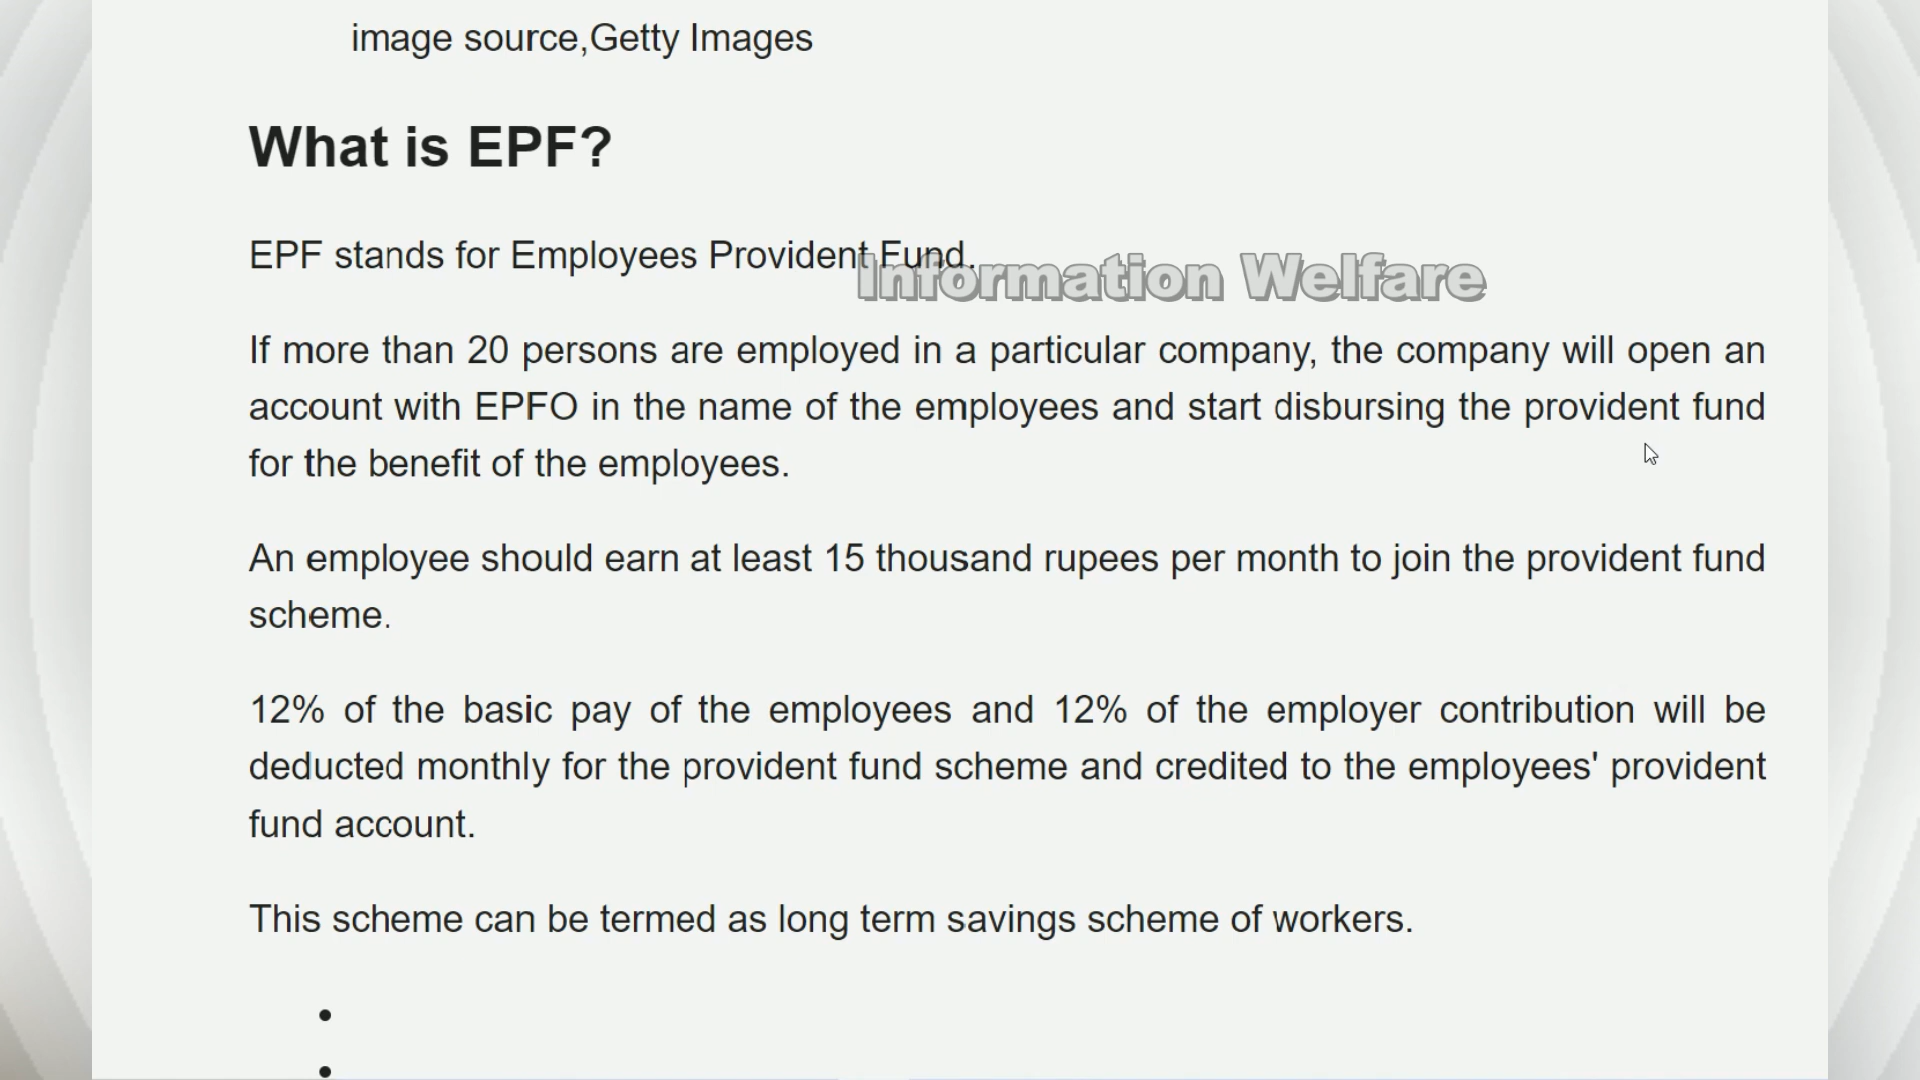 image source,Getty Images
What is EPF?
EPF stands for Employees Provident Fund.
Information Welfare
If more than 20 persons are employed in a particular company, the company will open an
account with EPFO in the name of the employees and start disbursing the provident fund
for the benefit of the employees.
An employee should earn at least 15 thousand rupees per month to join the provident fund
scheme.
12% of the basic pay of the employees and 12% of the employer contribution will be
deducted monthly for the provident fund scheme and credited to the employees' provident
fund account.
This scheme can be termed as long term savings scheme of workers.